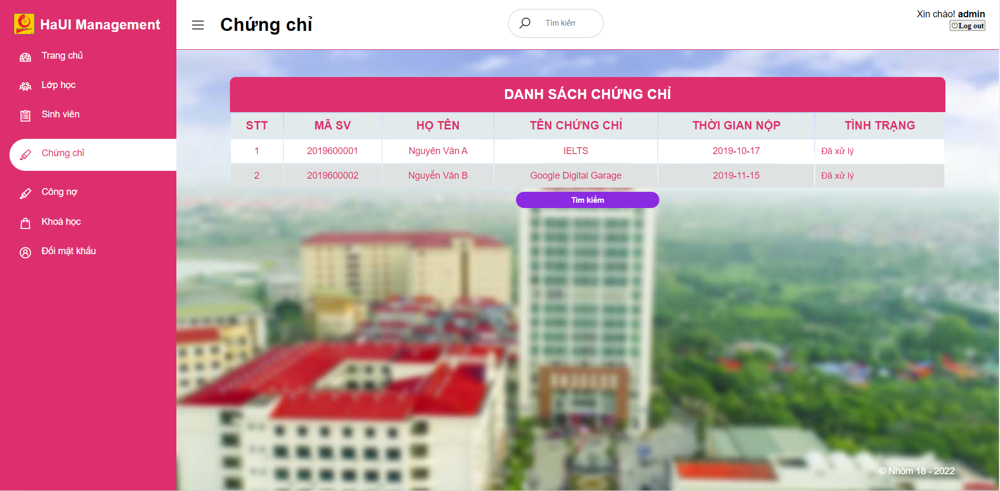 HaUI Management
Trang chủ
Lớp học
Sinh viên
Chứng chỉ
Công nợ
Khoá học
Đổi mật khẩu
Chứng chỉ
Tìm kiếm
Xin chào! admin
Log out
DANH SÁCH CHỨNG CHỈ
STT MÃ SV HỌ TÊN TÊN CHỨNG CHỈ THỜI GIAN NỘP TÌNH TRẠNG
1 2019600001 Nguyên Văn A IELTS 2019-10-17 Đã xử lý
2 2019600002 Nguyễn Văn B Google Digital Garage 2019-11-15 Đã xử lý
Tìm kiếm
© Nhóm 18 - 2022